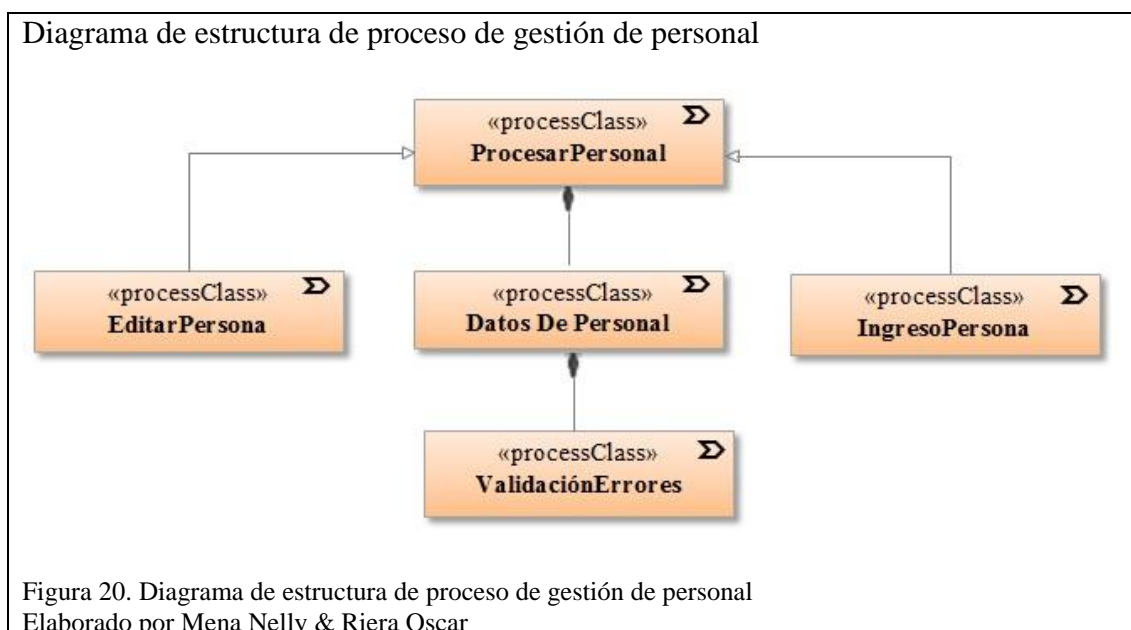 Diagrama de estructura de proceso de gestión de personal
«processClass»
ProcesarPersonal
«processClass»
EditarPersona
«processClass»
Datos De Personal
«processClass»
IngresoPersona
«processClass»
ValidaciónErrores
Figura 20. Diagrama de estructura de proceso de gestión de personal
Elaborado por Mena Nelly & Riera Oscar